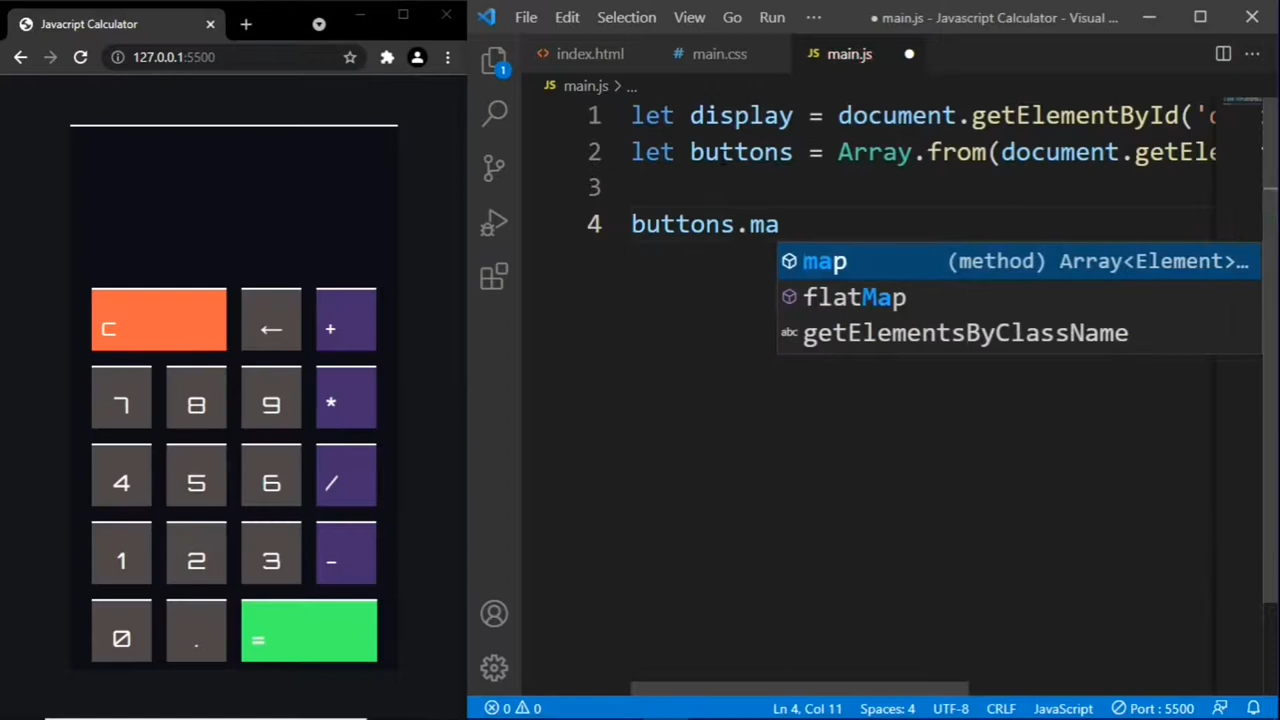 Javacript Calculator
127.0.0.1:5500
C ← +
7 8 9 *
4 5 6 /
1 2 3 -
0 . =
File Edit Selection View Go Run ··· ● main.js - Javascript Calculator - Visual ...
<> index.html # main.css JS main.js ●
JS main.js > ...
1
1 let display = document.getElementById('
2 let buttons = Array.from(document.getEle
3
4 buttons.ma
map (method) Array<Element>…
flatMap
abc getElementsByClassName
0 0 Ln 4, Col 11 Spaces: 4 UTF-8 CRLF JavaScript Port : 5500